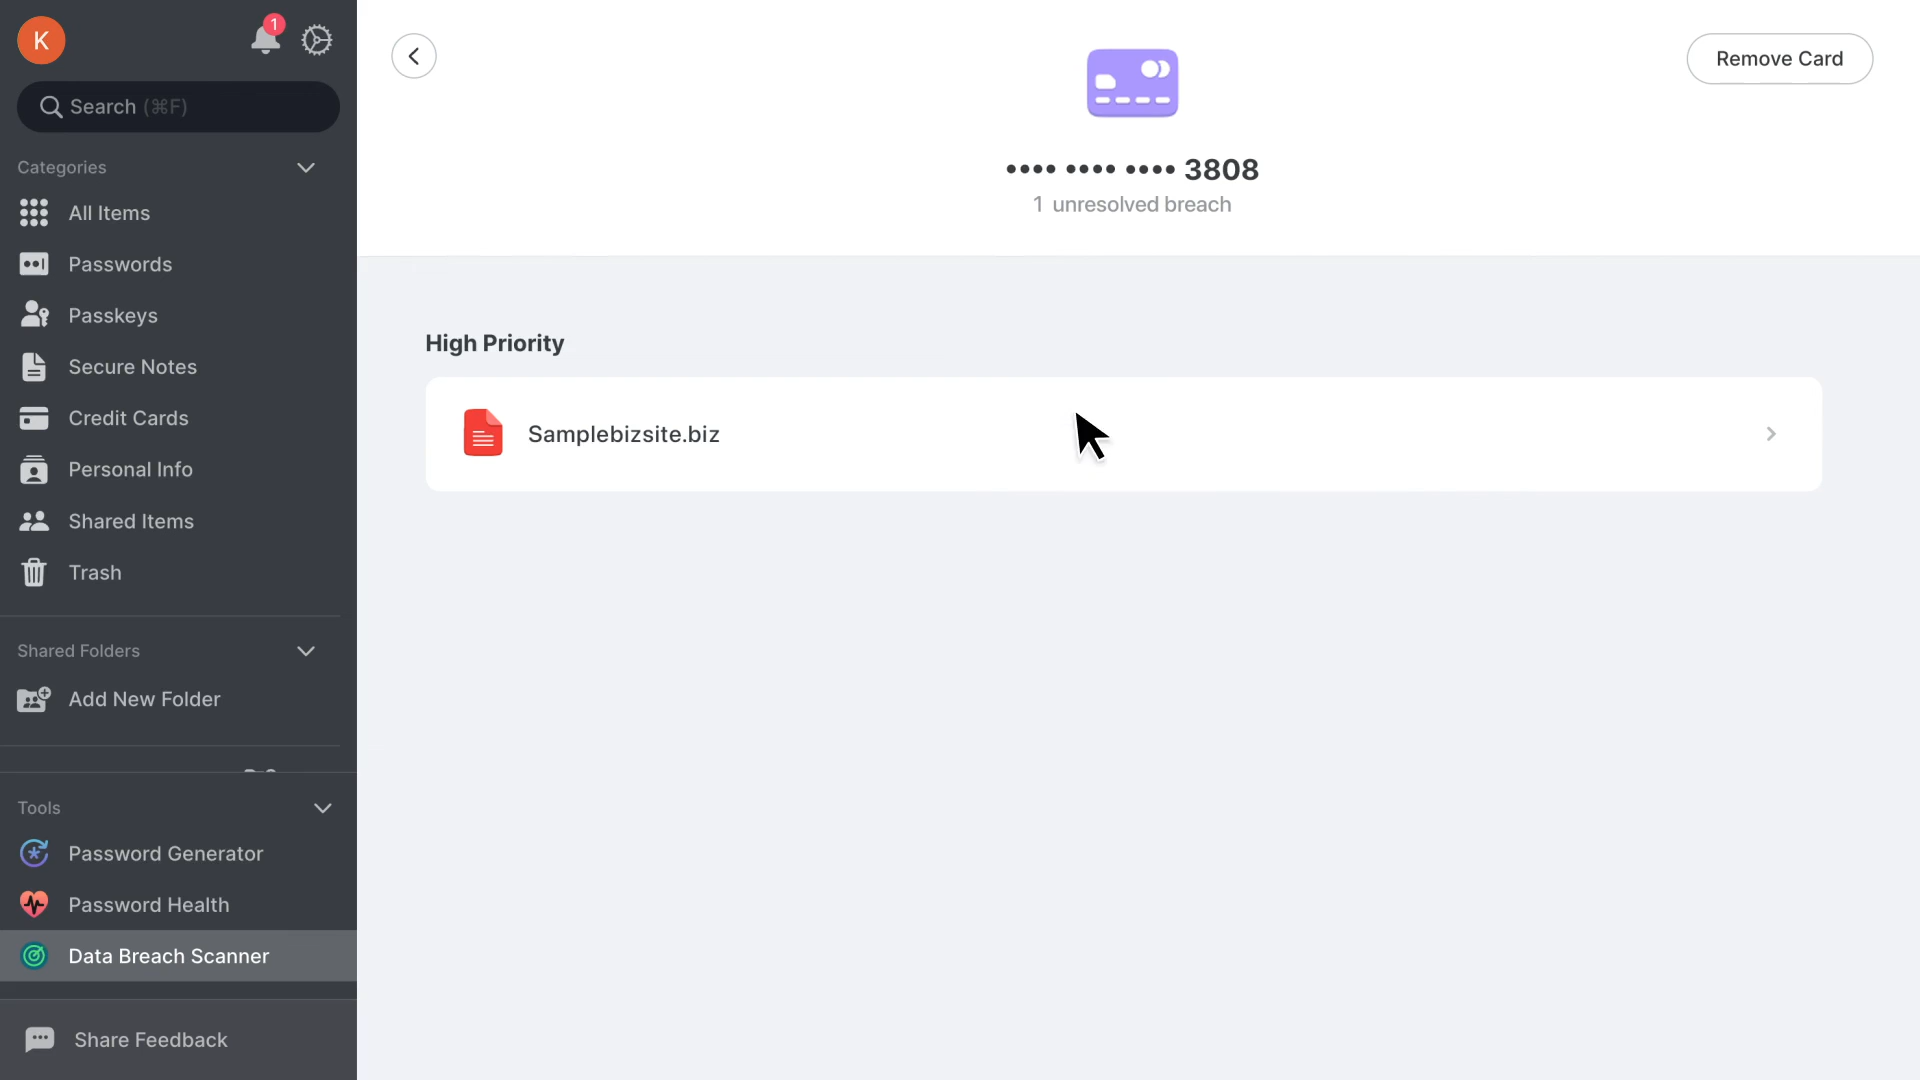 K
1
Search (⌘F)
Categories
All Items
Passwords
Passkeys
Secure Notes
Credit Cards
Personal Info
Shared Items
Trash
Shared Folders
Add New Folder
Tools
Password Generator
Password Health
Data Breach Scanner
Share Feedback
Remove Card
•••• •••• •••• 3808
1 unresolved breach
High Priority
Samplebizsite.biz